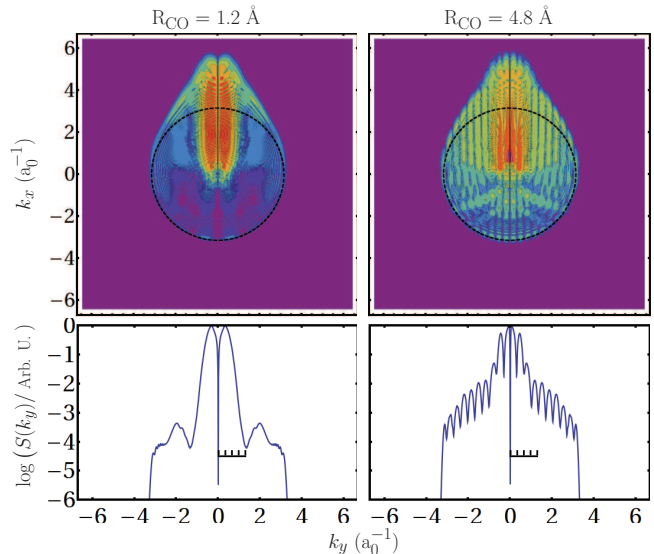 R_CO = 1.2 Å
R_CO = 4.8 Å
k_x (a_0^{-1})
6
4
2
0
−2
−4
−6
log (S(k_y)/ Arb. U.)
0
−1
−2
−3
−4
−5
−6
−6 −4 −2 0 2 4 6
−6 −4 −2 0 2 4 6
k_y (a_0^{-1})